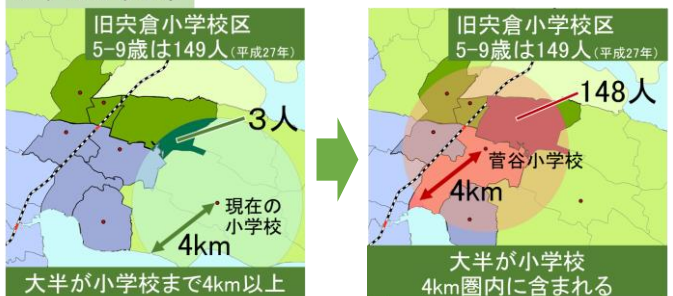 旧宍倉小学校区
5-9歳は149人(平成27年)
3人
現在の
小学校
4km
大半が小学校まで4km以上
旧宍倉小学校区
5-9歳は149人(平成27年)
148人
菅谷小学校
4km
大半が小学校
4km圏内に含まれる